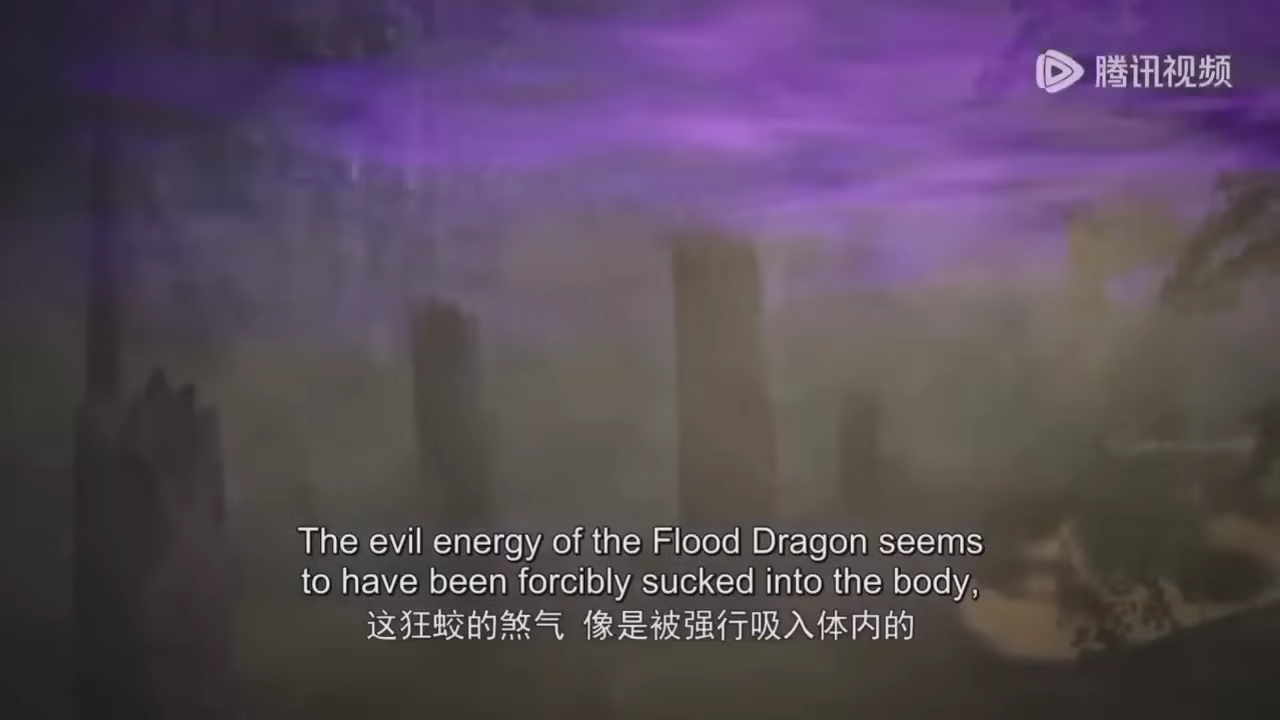 腾讯视频
The evil energy of the Flood Dragon seems
to have been forcibly sucked into the body,
这狂蛟的煞气 像是被强行吸入体内的